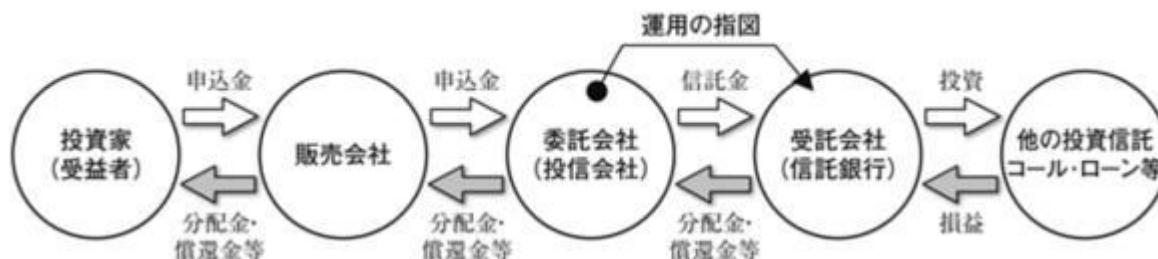 運用の指図
申込金
申込金
信託金
投資
投資家
(受益者)
販売会社
委託会社
(投信会社)
受託会社
(信託銀行)
他の投資信託
コール・ローン等
分配金・
償還金等
分配金・
償還金等
分配金・
償還金等
損益